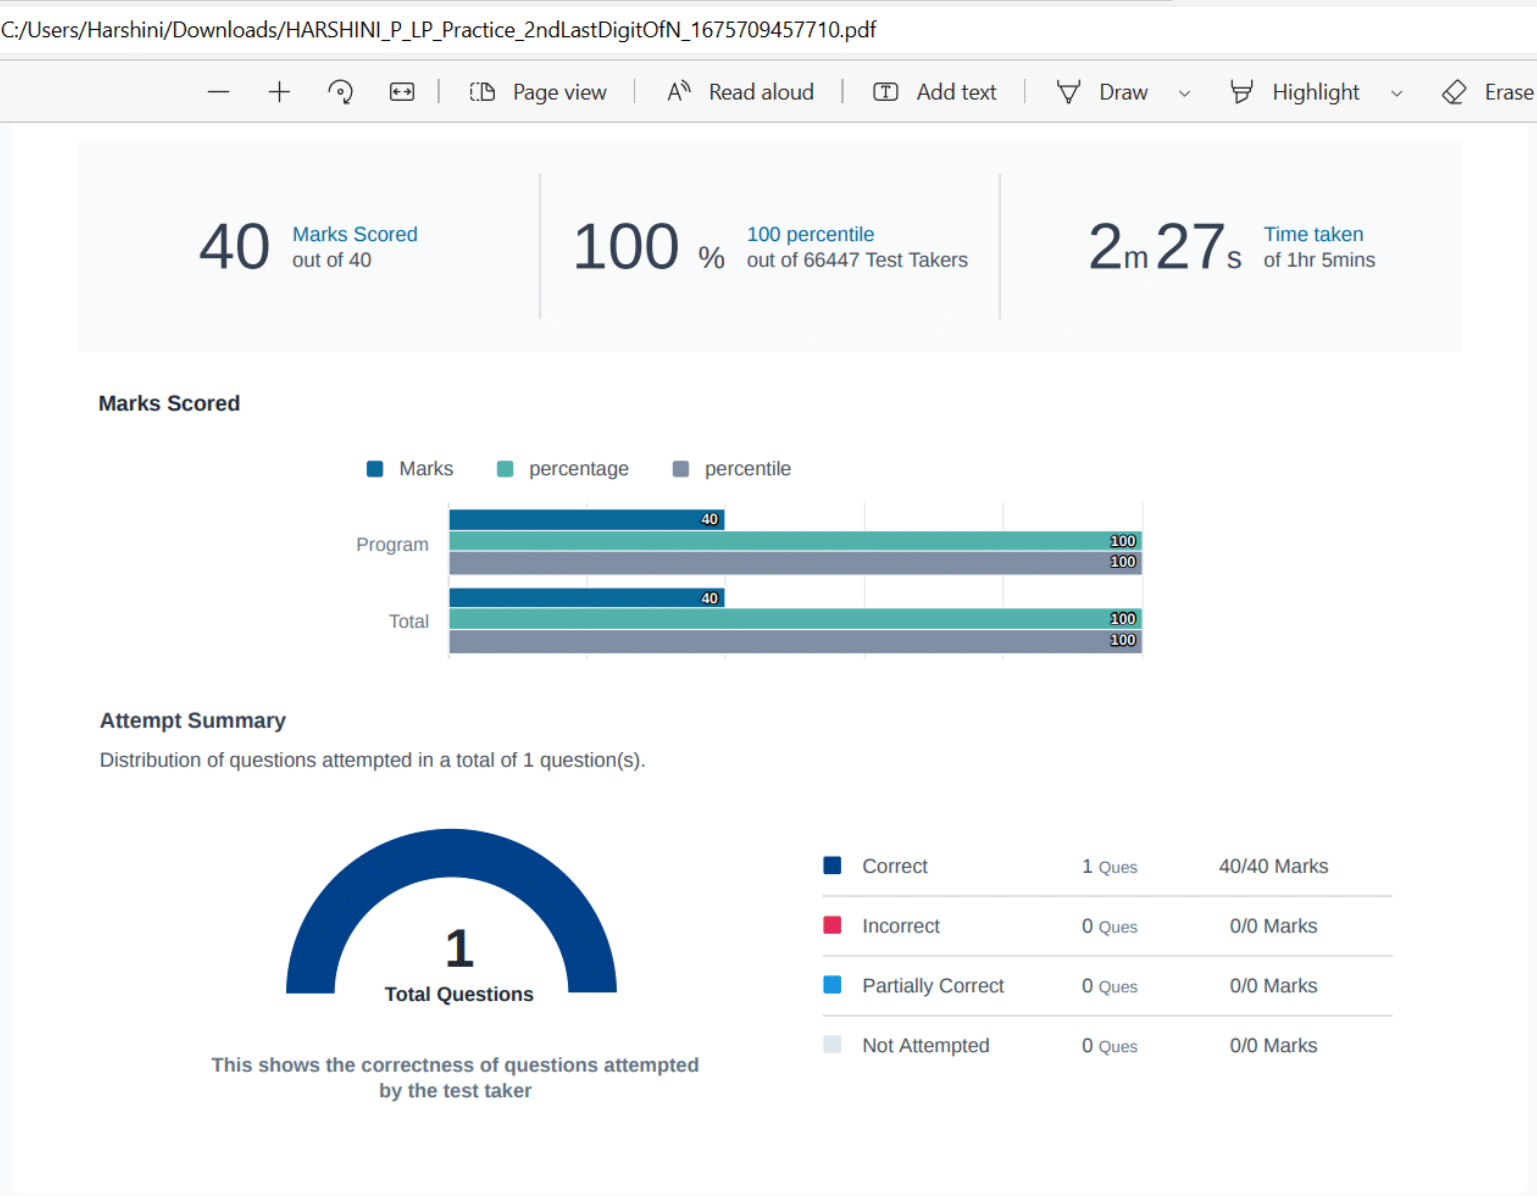 C:/Users/Harshini/Downloads/HARSHINI_P_LP_Practice_2ndLastDigitOfN_1675709457710.pdf
Page view Read aloud Add text Draw Highlight Erase
40 Marks Scored
out of 40
100 % 100 percentile
out of 66447 Test Takers
2m 27s Time taken
of 1hr 5mins
Marks Scored
Marks percentage percentile
40
Program 100
100
40
Total 100
100
Attempt Summary
Distribution of questions attempted in a total of 1 question(s).
1
Total Questions
This shows the correctness of questions attempted
by the test taker
Correct 1 Ques 40/40 Marks
Incorrect 0 Ques 0/0 Marks
Partially Correct 0 Ques 0/0 Marks
Not Attempted 0 Ques 0/0 Marks